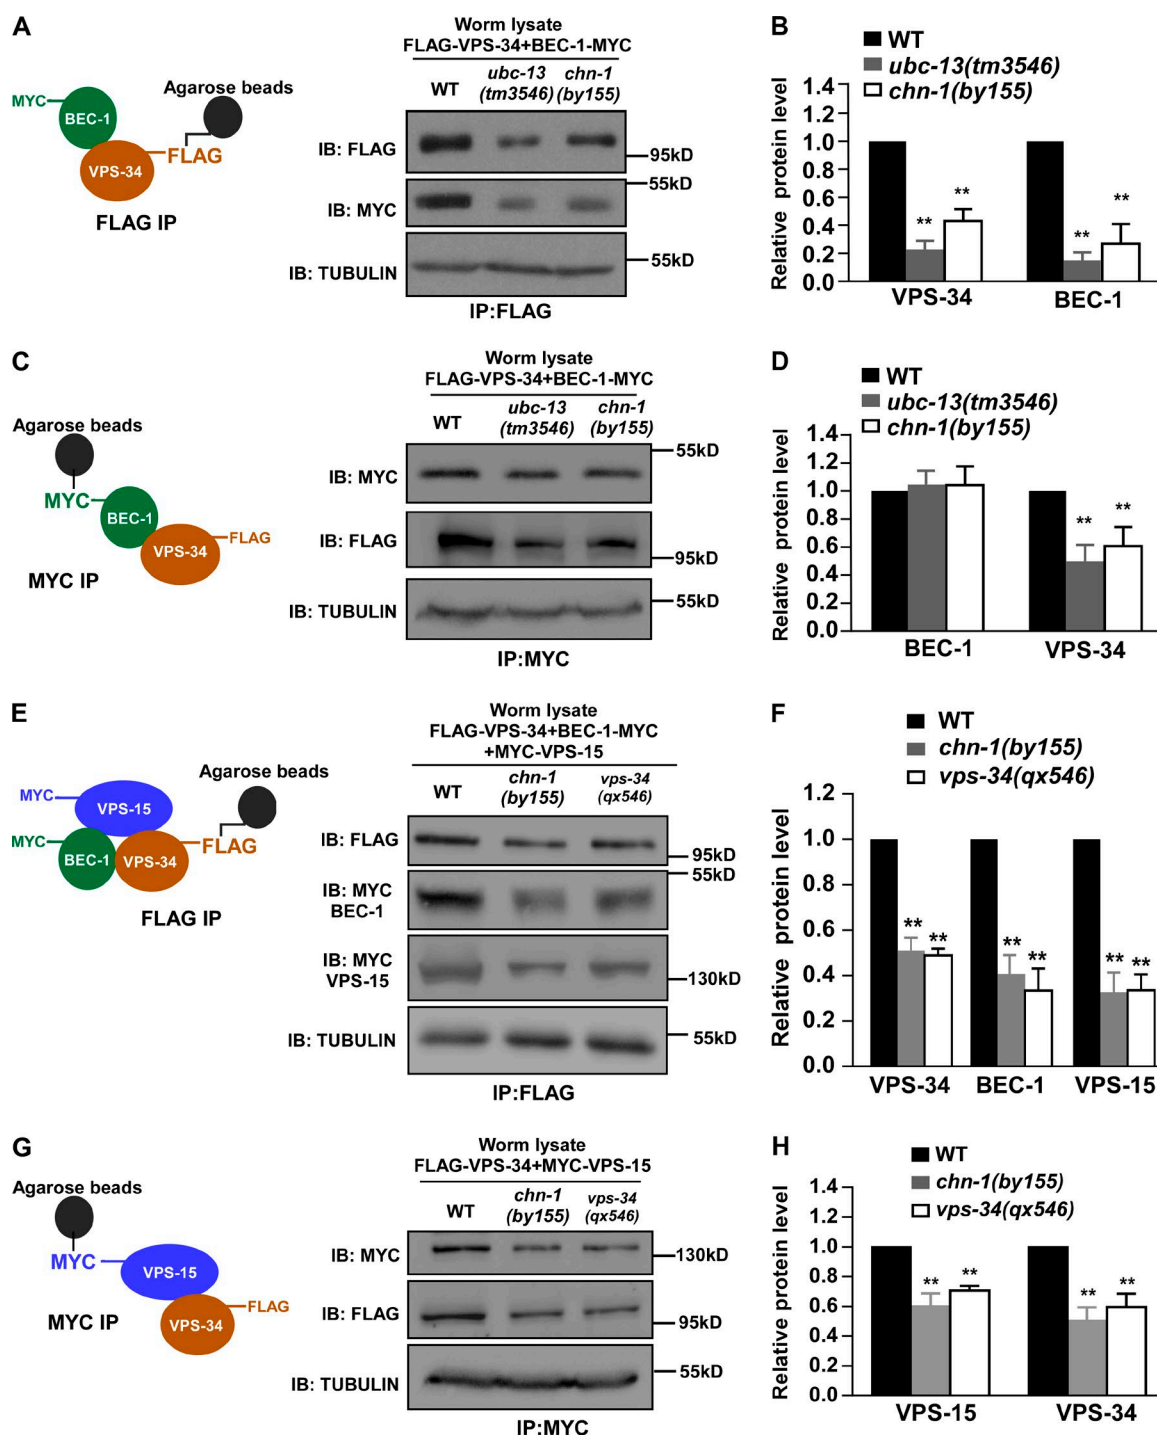 A
MYC
BEC-1
VPS-34
FLAG
Agarose beads
FLAG IP
Worm lysate
FLAG-VPS-34+BEC-1-MYC
WT
ubc-13
(tm3546)
chn-1
(by155)
IB: FLAG
95kD
55kD
IB: MYC
55kD
IB: TUBULIN
IP:FLAG
B
WT
ubc-13(tm3546)
chn-1(by155)
Relative protein level
1.4
1.2
1.0
0.8
0.6
0.4
0.2
0.0
** ** ** **
VPS-34 BEC-1
C
Agarose beads
MYC
BEC-1
VPS-34
FLAG
MYC IP
Worm lysate
FLAG-VPS-34+BEC-1-MYC
WT
ubc-13
(tm3546)
chn-1
(by155)
55kD
IB: MYC
IB: FLAG
95kD
55kD
IB: TUBULIN
IP:MYC
D
WT
ubc-13(tm3546)
chn-1(by155)
Relative protein level
1.4
1.2
1.0
0.8
0.6
0.4
0.2
0.0
** **
BEC-1 VPS-34
E
MYC
VPS-15
MYC
BEC-1
VPS-34
FLAG
Agarose beads
FLAG IP
Worm lysate
FLAG-VPS-34+BEC-1-MYC
+MYC-VPS-15
WT
chn-1
(by155)
vps-34
(qx546)
IB: FLAG
95kD
55kD
IB: MYC
BEC-1
IB: MYC
VPS-15
130kD
IB: TUBULIN
55kD
IP:FLAG
F
WT
chn-1(by155)
vps-34(qx546)
Relative protein level
1.2
1.0
0.8
0.6
0.4
0.2
0.0
** ** ** ** ** **
VPS-34 BEC-1 VPS-15
G
Agarose beads
MYC
VPS-15
VPS-34
FLAG
MYC IP
Worm lysate
FLAG-VPS-34+MYC-VPS-15
WT
chn-1
(by155)
vps-34
(qx546)
IB: MYC
130kD
IB: FLAG
95kD
55kD
IB: TUBULIN
IP:MYC
H
WT
chn-1(by155)
vps-34(qx546)
Relative protein level
1.4
1.2
1.0
0.8
0.6
0.4
0.2
0.0
** ** ** **
VPS-15 VPS-34